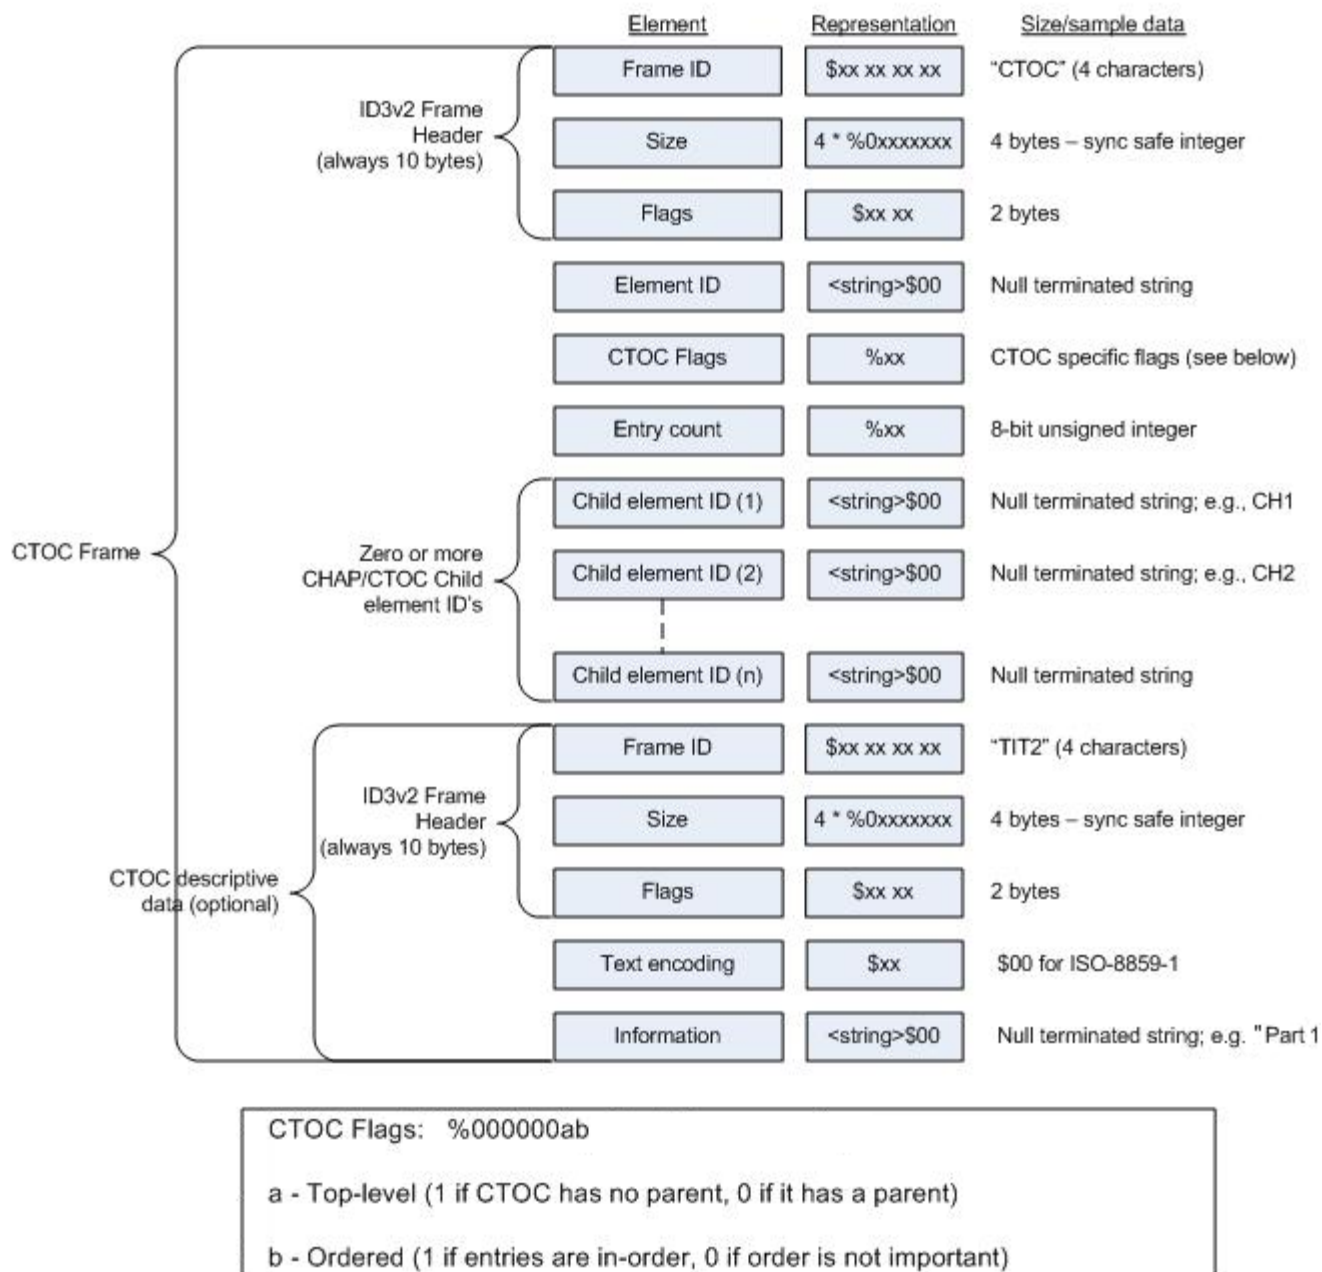 Element Representation Size/sample data
Frame ID $xx xx xx xx “CTOC” (4 characters)
ID3v2 Frame
Header
(always 10 bytes)
Size 4 * %0xxxxxxx 4 bytes – sync safe integer
Flags $xx xx 2 bytes
Element ID <string>$00 Null terminated string
CTOC Flags %xx CTOC specific flags (see below)
Entry count %xx 8-bit unsigned integer
Child element ID (1) <string>$00 Null terminated string; e.g., CH1
CTOC Frame
Zero or more
CHAP/CTOC Child
element ID's
Child element ID (2) <string>$00 Null terminated string; e.g., CH2
Child element ID (n) <string>$00 Null terminated string
Frame ID $xx xx xx xx “TIT2” (4 characters)
ID3v2 Frame
Header
(always 10 bytes)
Size 4 * %0xxxxxxx 4 bytes – sync safe integer
CTOC descriptive
data (optional)
Flags $xx xx 2 bytes
Text encoding $xx $00 for ISO-8859-1
Information <string>$00 Null terminated string; e.g. "Part 1
CTOC Flags: %000000ab
a - Top-level (1 if CTOC has no parent, 0 if it has a parent)
b - Ordered (1 if entries are in-order, 0 if order is not important)